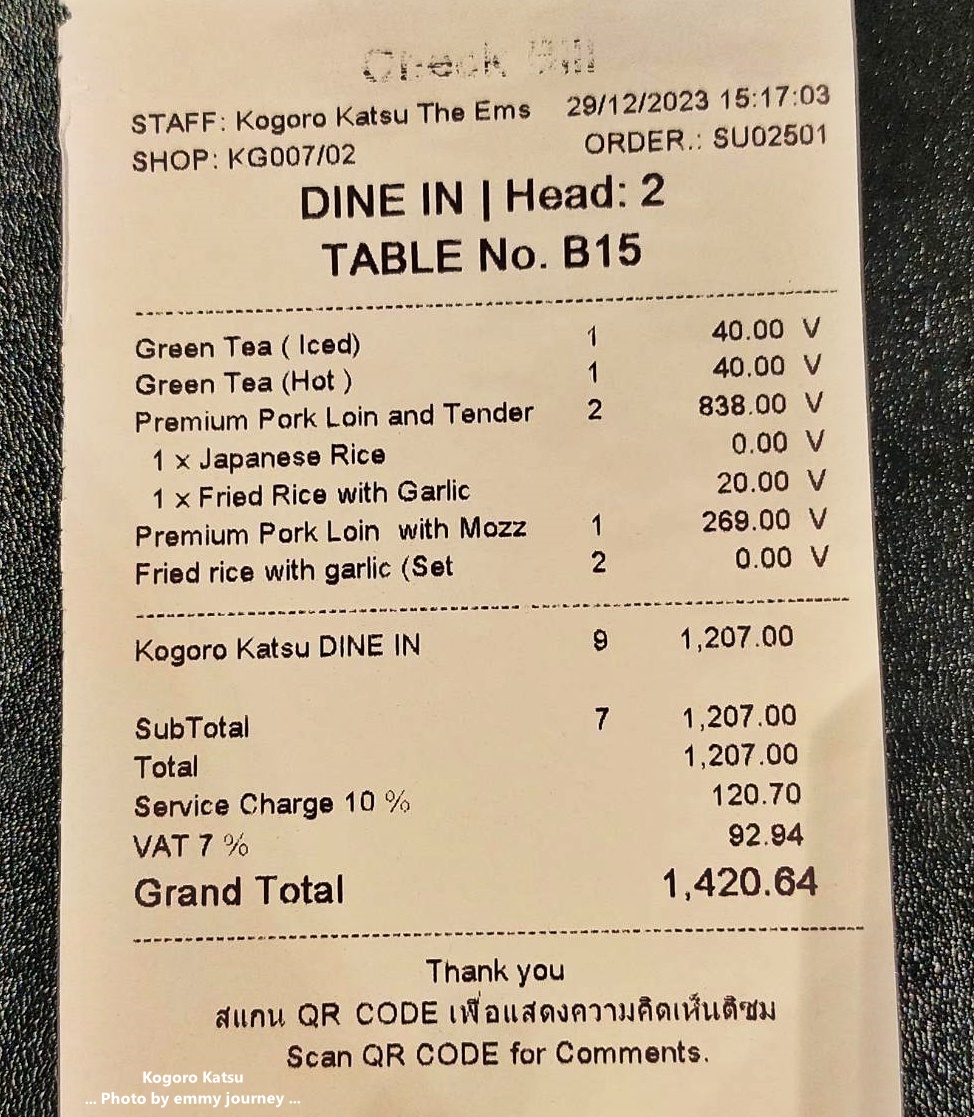 Check Bill
STAFF: Kogoro Katsu The Ems 29/12/2023 15:17:03
SHOP: KG007/02 ORDER.: SU02501
DINE IN | Head: 2
TABLE No. B15
Green Tea ( Iced) 1 40.00 V
Green Tea (Hot ) 1 40.00 V
Premium Pork Loin and Tender 2 838.00 V
1 x Japanese Rice 0.00 V
1 x Fried Rice with Garlic 20.00 V
Premium Pork Loin with Mozz 1 269.00 V
Fried rice with garlic (Set 2 0.00 V
Kogoro Katsu DINE IN 9 1,207.00
SubTotal 7 1,207.00
Total 1,207.00
Service Charge 10 % 120.70
VAT 7 % 92.94
Grand Total 1,420.64
Thank you
สแกน QR CODE เพื่อแสดงความคิดเห็นติชม
Scan QR CODE for Comments.
Kogoro Katsu
... Photo by emmy journey ...